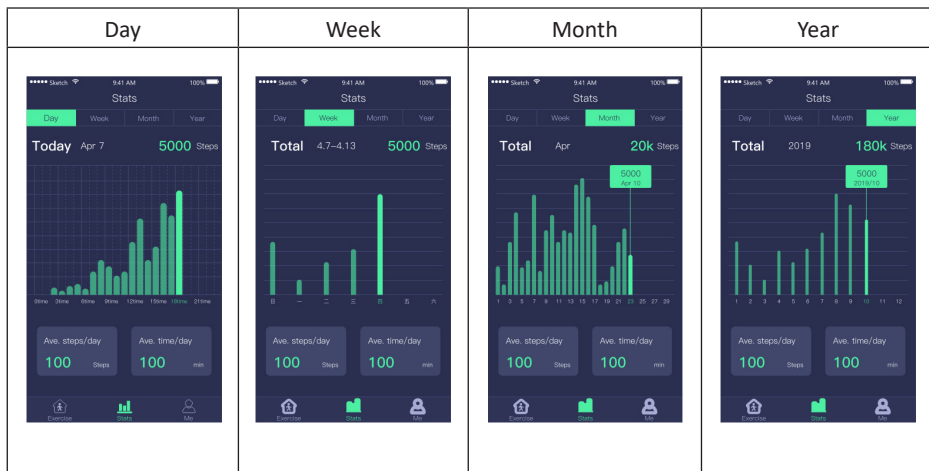 Day
Week
Month
Year
Sketch 9:41 AM 100%
Stats
Day Week Month Year
Today Apr 7 5000 Steps
0time 3time 6time 9time 12time 15time 18time 21time
Ave. steps/day
100 Steps
Ave. time/day
100 min
Exercise Stats Me
Sketch 9:41 AM 100%
Stats
Day Week Month Year
Total 4.7–4.13 5000 Steps
日 一 二 三 四 五 六
Ave. steps/day
100 Steps
Ave. time/day
100 min
Exercise Stats Me
Sketch 9:41 AM 100%
Stats
Day Week Month Year
Total Apr 20k Steps
5000
Apr 10
1 3 5 7 9 11 13 15 17 19 21 23 25 27 29
Ave. steps/day
100 Steps
Ave. time/day
100 min
Exercise Stats Me
Sketch 9:41 AM 100%
Stats
Day Week Month Year
Total 2019 180k Steps
5000
2019/10
1 2 3 4 5 6 7 8 9 10 11 12
Ave. steps/day
100 Steps
Ave. time/day
100 min
Exercise Stats Me